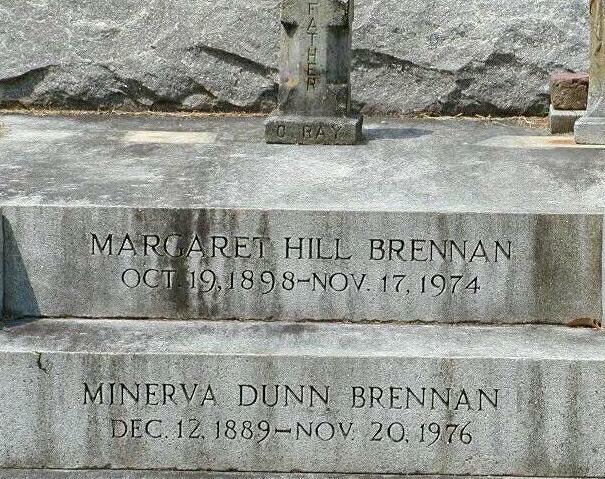 FATHER
C. RAY
MARGARET HILL BRENNAN
OCT. 19, 1898–NOV. 17, 1974
MINERVA DUNN BRENNAN
DEC. 12, 1889–NOV. 20, 1976